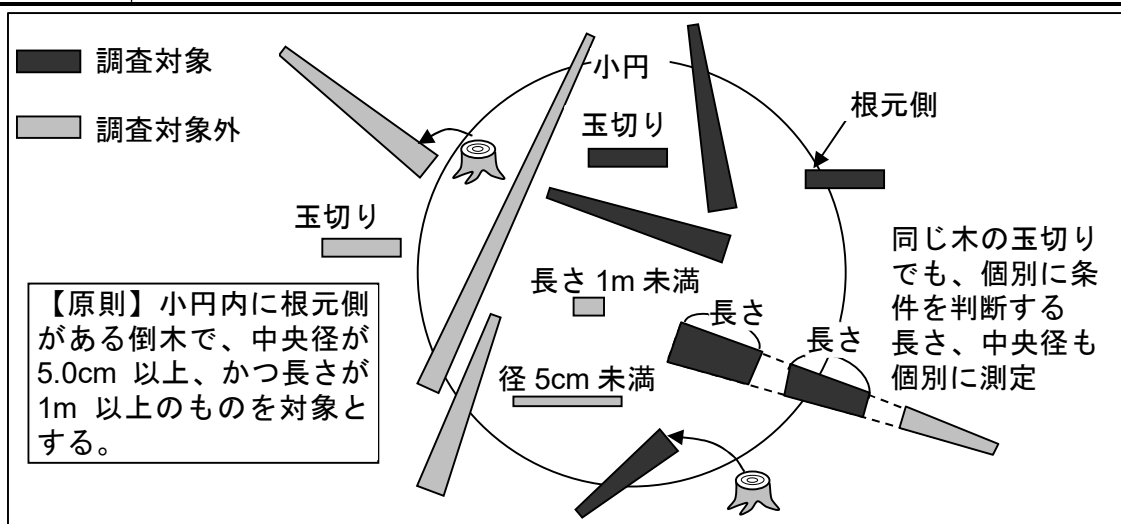 調査対象
調査対象外
小円
玉切り
根元側
玉切り
長さ 1m 未満
径 5cm 未満
長さ
長さ
同じ木の玉切り
でも、個別に条
件を判断する
長さ、中央径も
個別に測定
【原則】小円内に根元側
がある倒木で、中央径が
5.0cm 以上、かつ長さが
1m 以上のものを対象と
する。